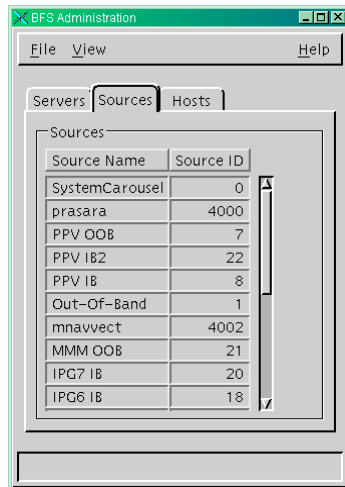 BFS Administration
File View Help
Servers Sources Hosts
Sources
Source Name Source ID
SystemCarousel 0
prasara 4000
PPV OOB 7
PPV IB2 22
PPV IB 8
Out-Of-Band 1
mnavvect 4002
MMM OOB 21
IPG7 IB 20
IPG6 IB 18